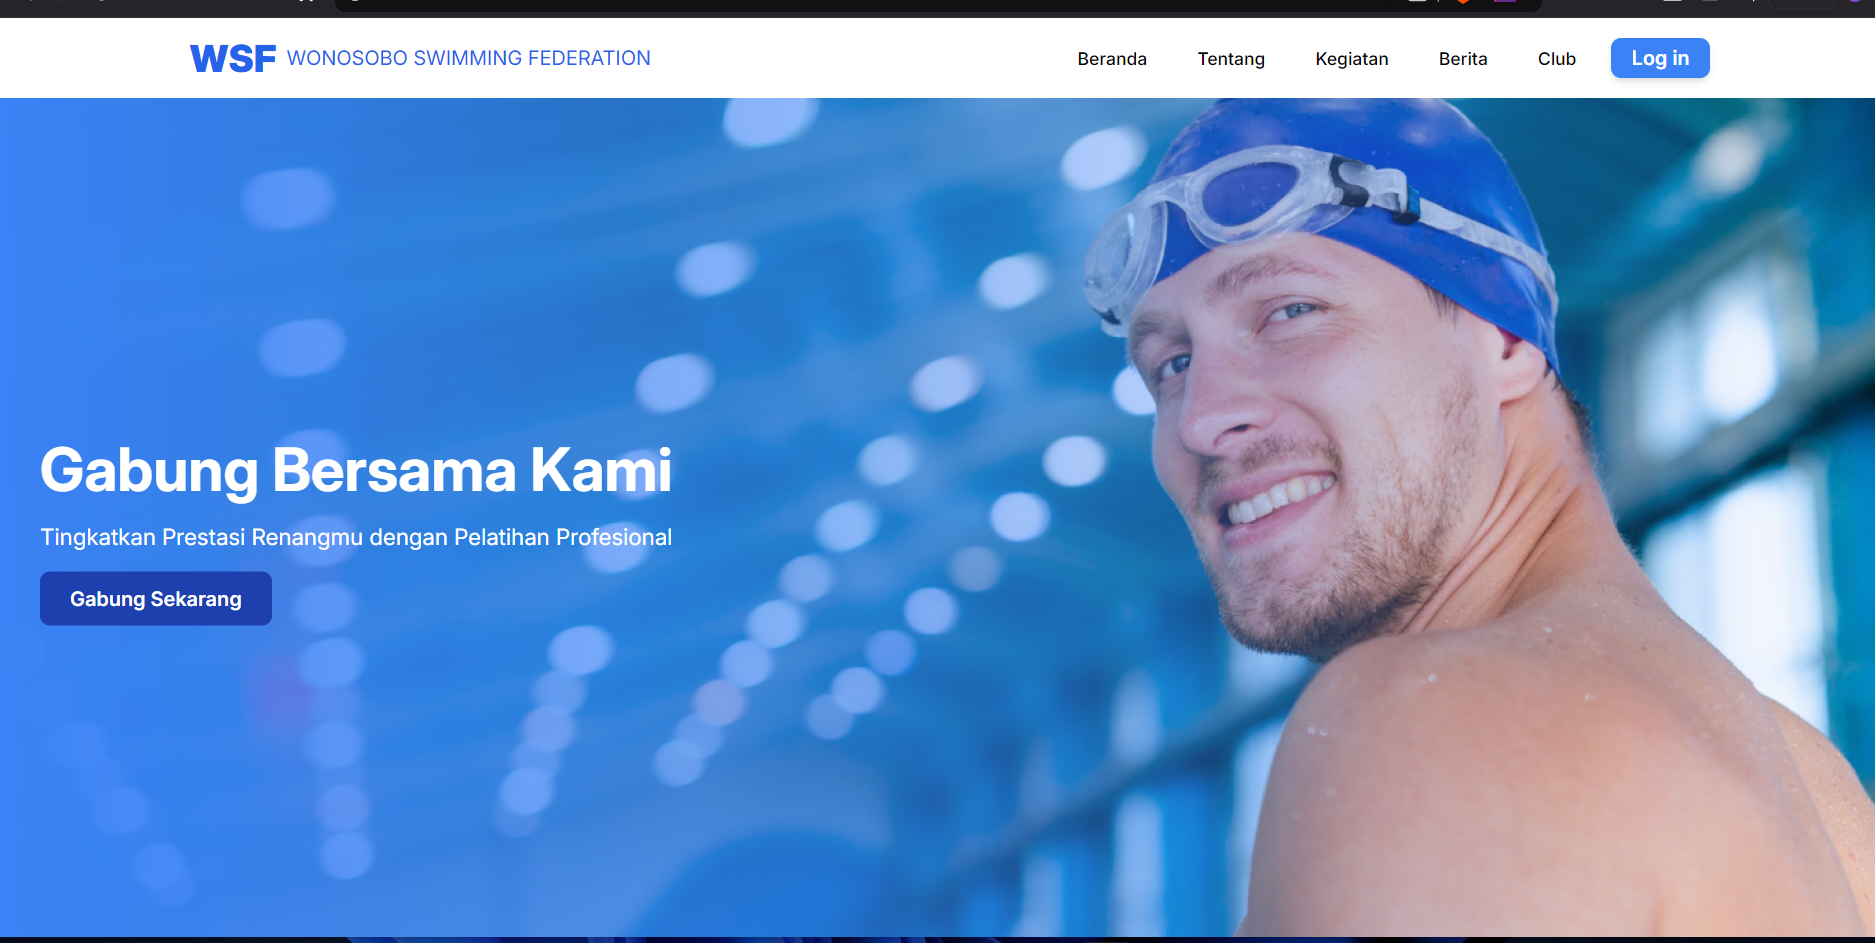 WSF WONOSOBO SWIMMING FEDERATION
Beranda Tentang Kegiatan Berita Club Log in
Gabung Bersama Kami
Tingkatkan Prestasi Renangmu dengan Pelatihan Profesional
Gabung Sekarang